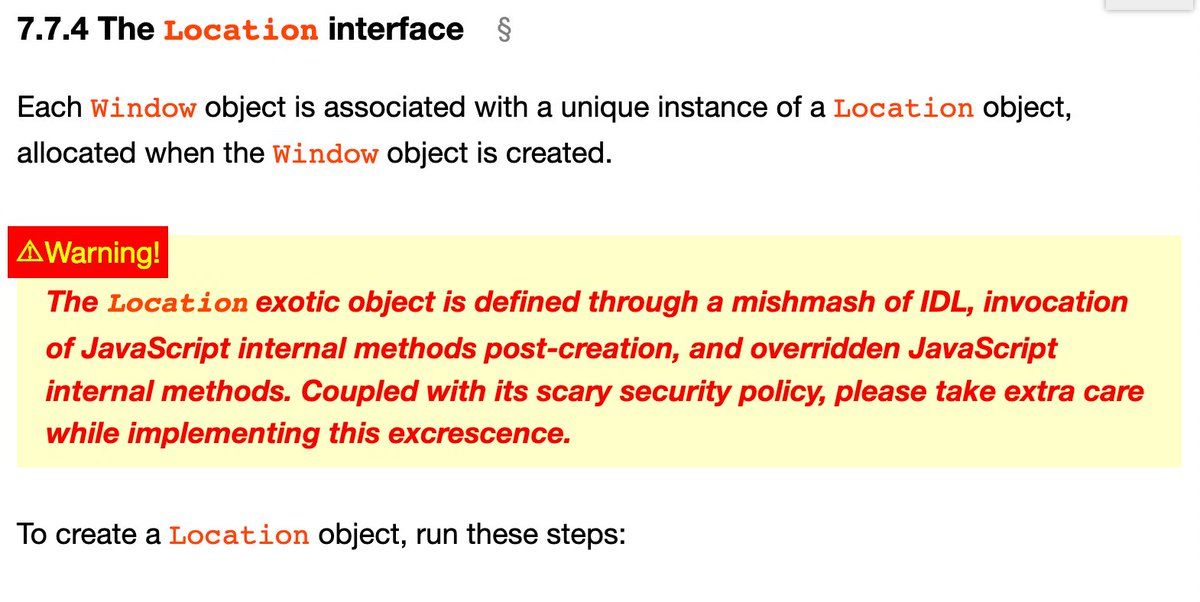 7.7.4 The Location interface §
Each Window object is associated with a unique instance of a Location object,
allocated when the Window object is created.
⚠Warning!
The Location exotic object is defined through a mishmash of IDL, invocation
of JavaScript internal methods post-creation, and overridden JavaScript
internal methods. Coupled with its scary security policy, please take extra care
while implementing this excrescence.
To create a Location object, run these steps: